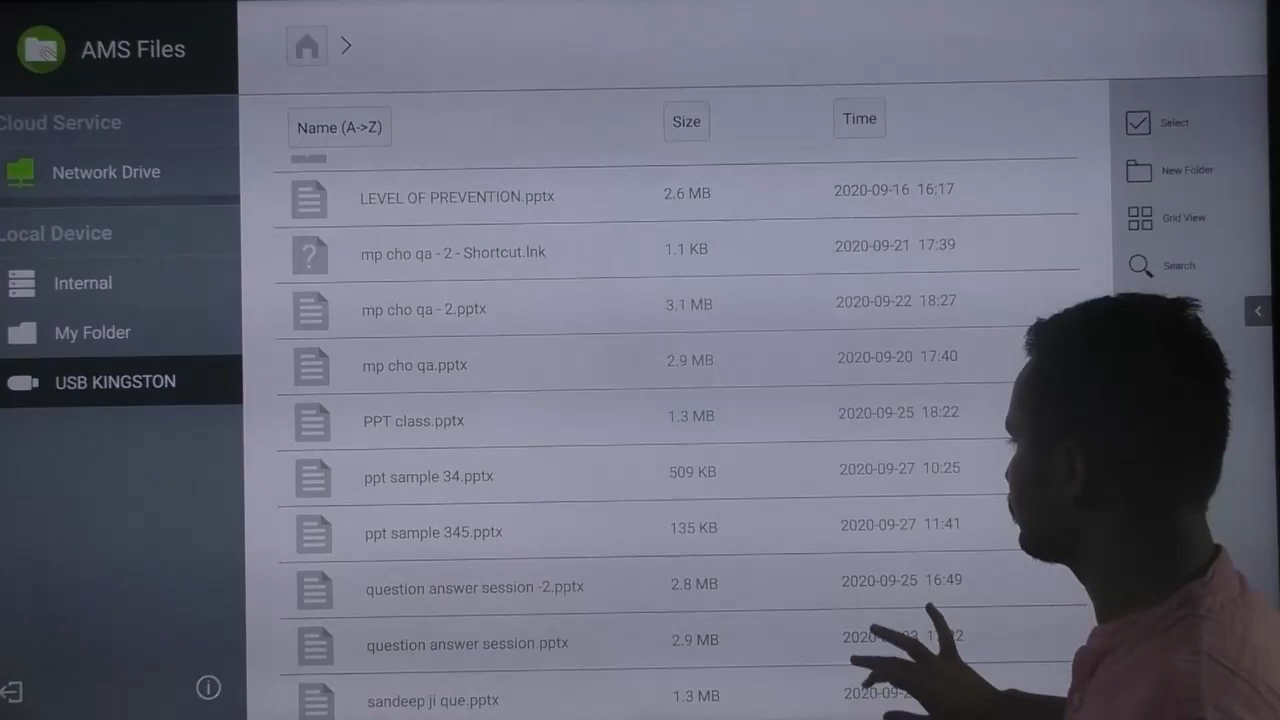 AMS Files
Cloud Service
Network Drive
Local Device
Internal
My Folder
USB KINGSTON
Name (A->Z) Size Time
LEVEL OF PREVENTION.pptx 2.6 MB 2020-09-16 16:17
mp cho qa - 2 - Shortcut.lnk 1.1 KB 2020-09-21 17:39
mp cho qa - 2.pptx 3.1 MB 2020-09-22 18:27
mp cho qa.pptx 2.9 MB 2020-09-20 17:40
PPT class.pptx 1.3 MB 2020-09-25 18:22
ppt sample 34.pptx 509 KB 2020-09-27 10:25
ppt sample 345.pptx 135 KB 2020-09-27 11:41
question answer session -2.pptx 2.8 MB 2020-09-25 16:49
question answer session.pptx 2.9 MB
sandeep ji que.pptx 1.3 MB
Select
New Folder
Grid View
Search